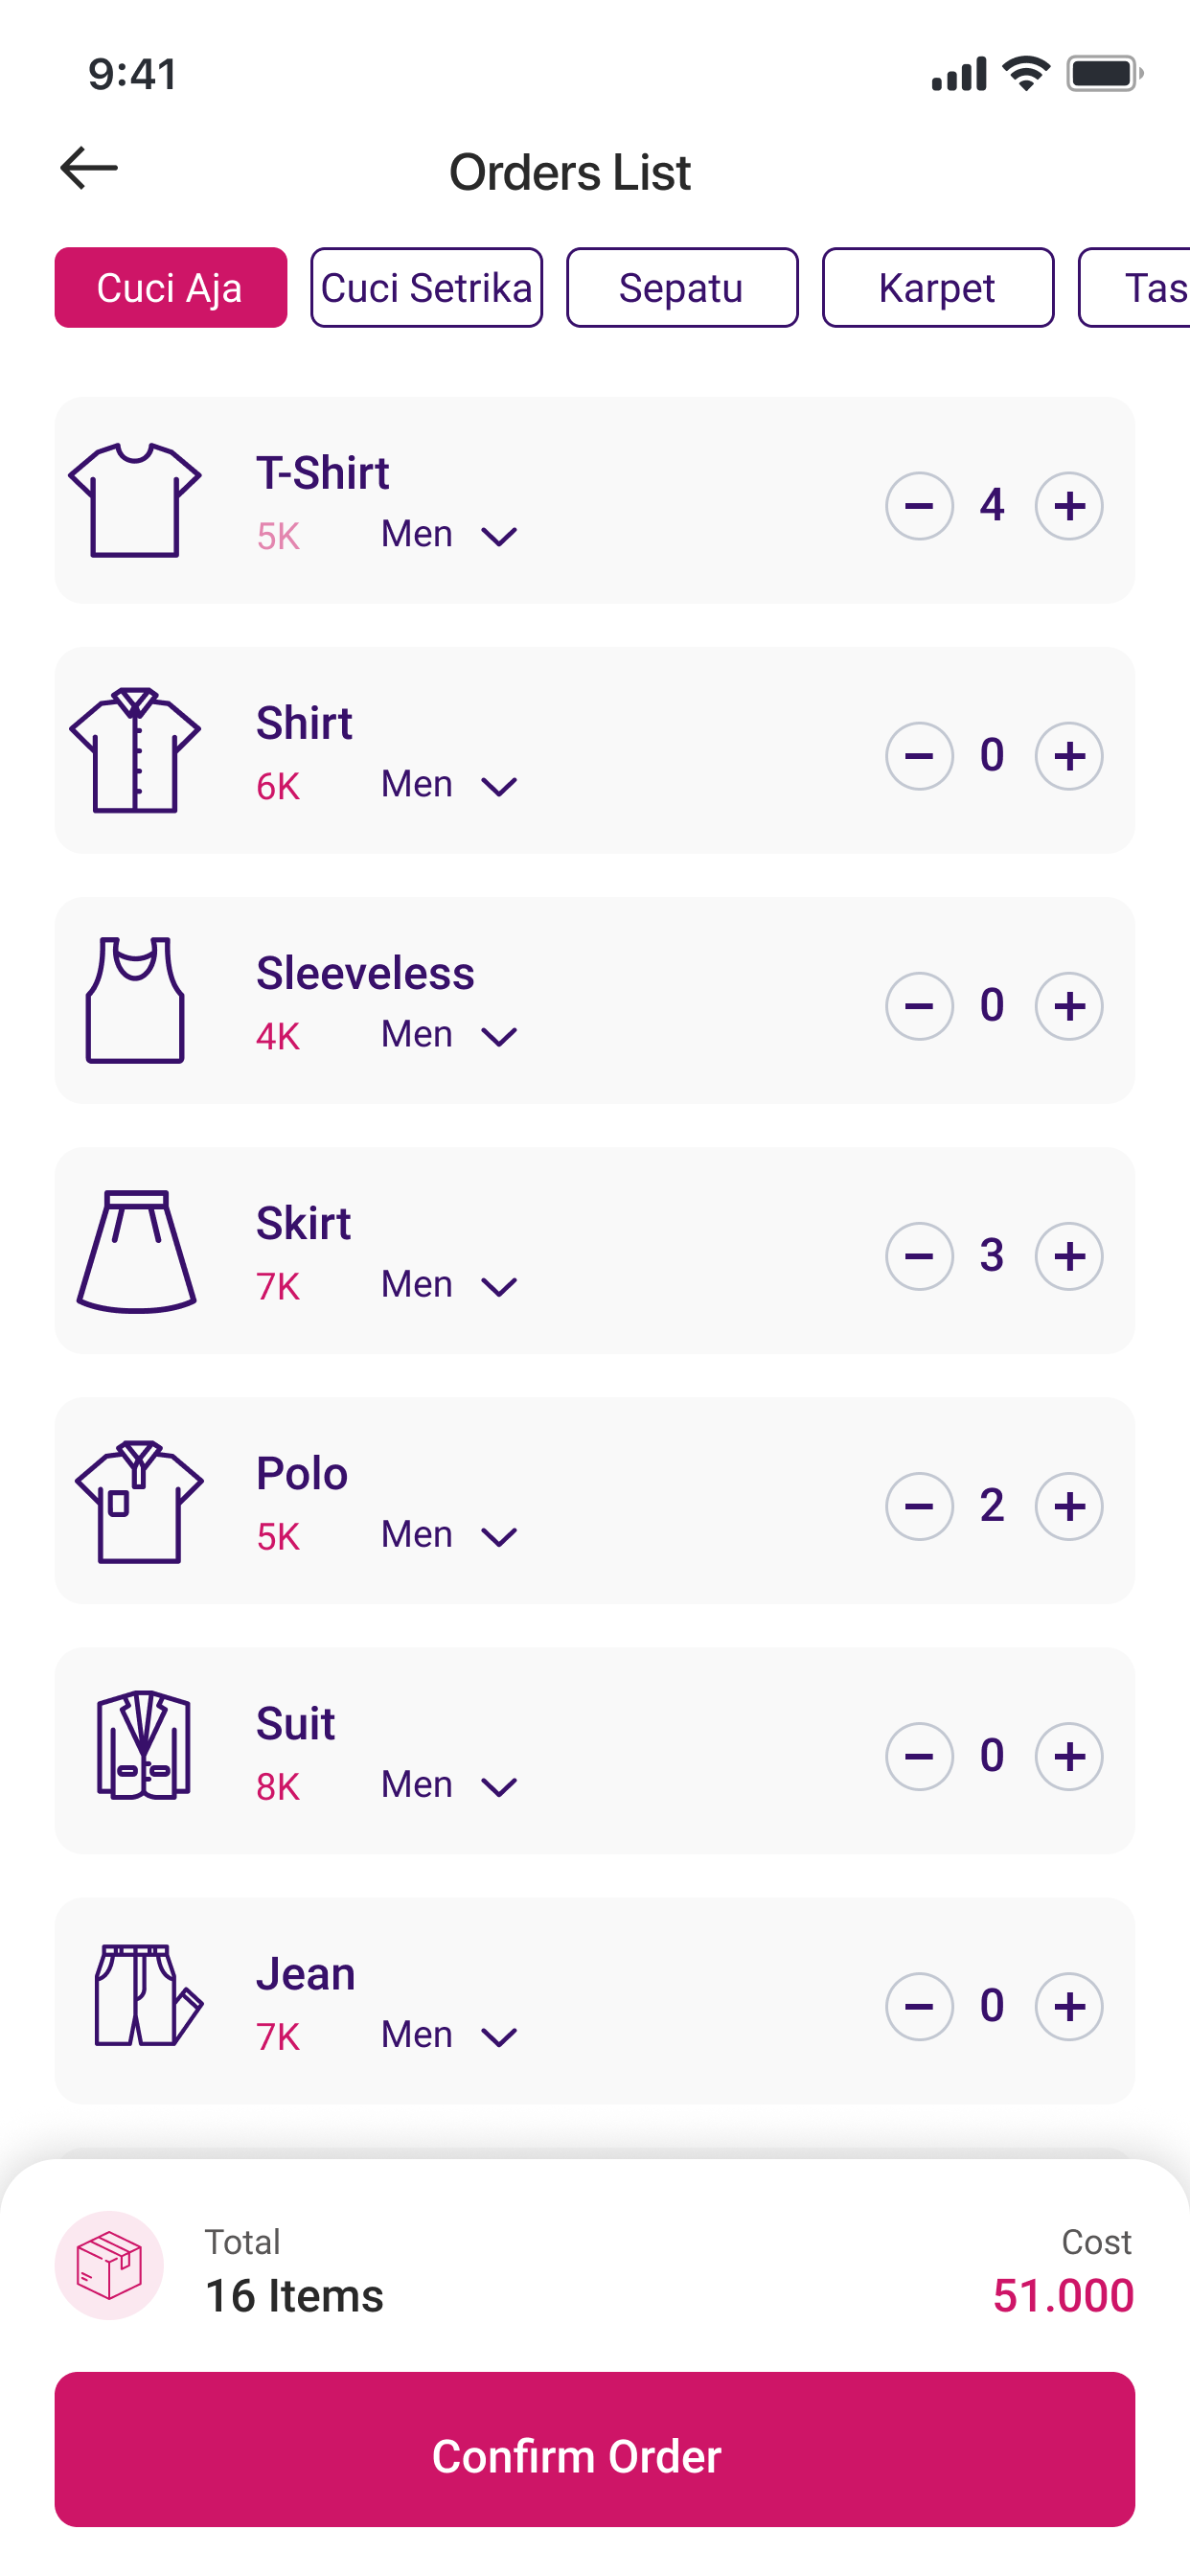 9:41
Orders List
Cuci Aja
Cuci Setrika
Sepatu
Karpet
Tas
T-Shirt
5K Men
4
Shirt
6K Men
0
Sleeveless
4K Men
0
Skirt
7K Men
3
Polo
5K Men
2
Suit
8K Men
0
Jean
7K Men
0
Total
16 Items
Cost
51.000
Confirm Order